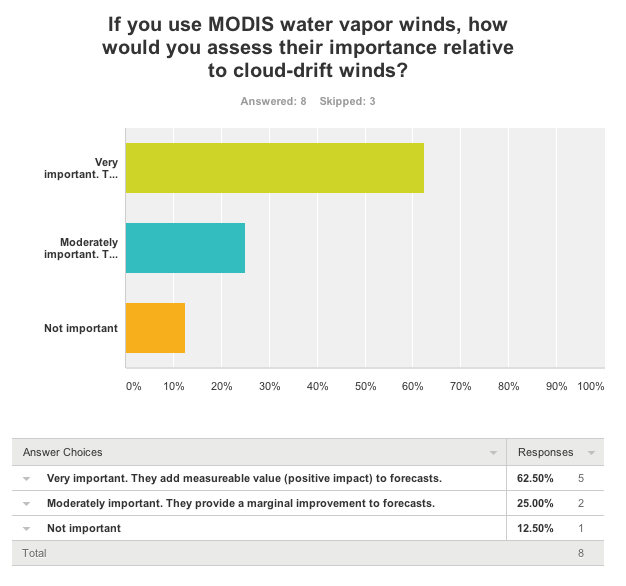 If you use MODIS water vapor winds, how
would you assess their importance relative
to cloud-drift winds?
Answered: 8 Skipped: 3
Very
important. T...
Moderately
important. T...
Not important
0% 10% 20% 30% 40% 50% 60% 70% 80% 90% 100%
Answer Choices Responses
Very important. They add measureable value (positive impact) to forecasts. 62.50% 5
Moderately important. They provide a marginal improvement to forecasts. 25.00% 2
Not important 12.50% 1
Total 8